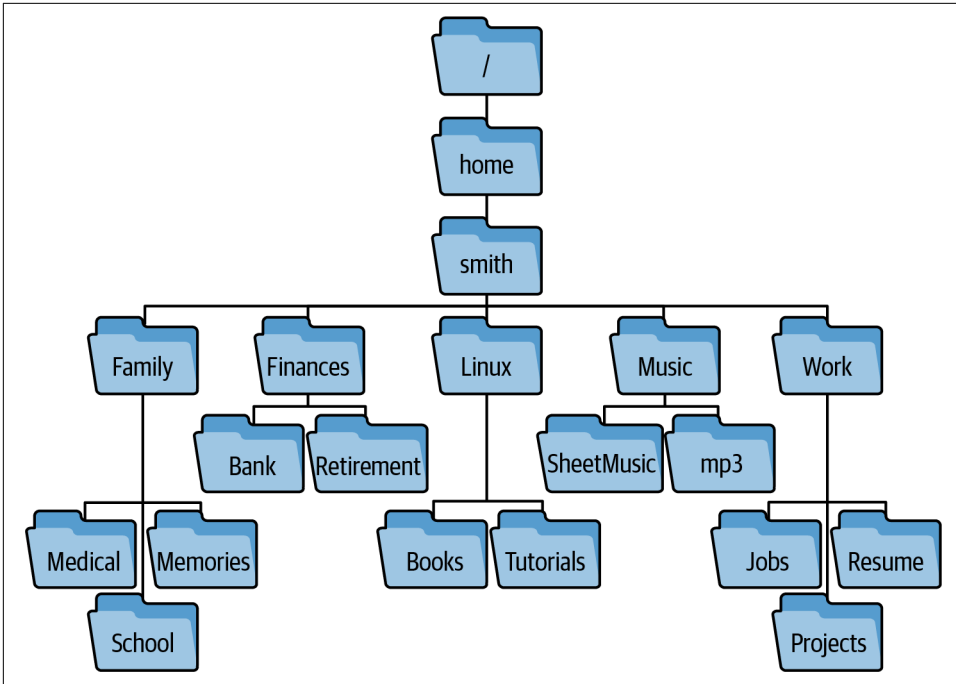 /
home
smith
Family
Finances
Linux
Music
Work
Bank
Retirement
SheetMusic
mp3
Medical
Memories
Books
Tutorials
Jobs
Resume
School
Projects